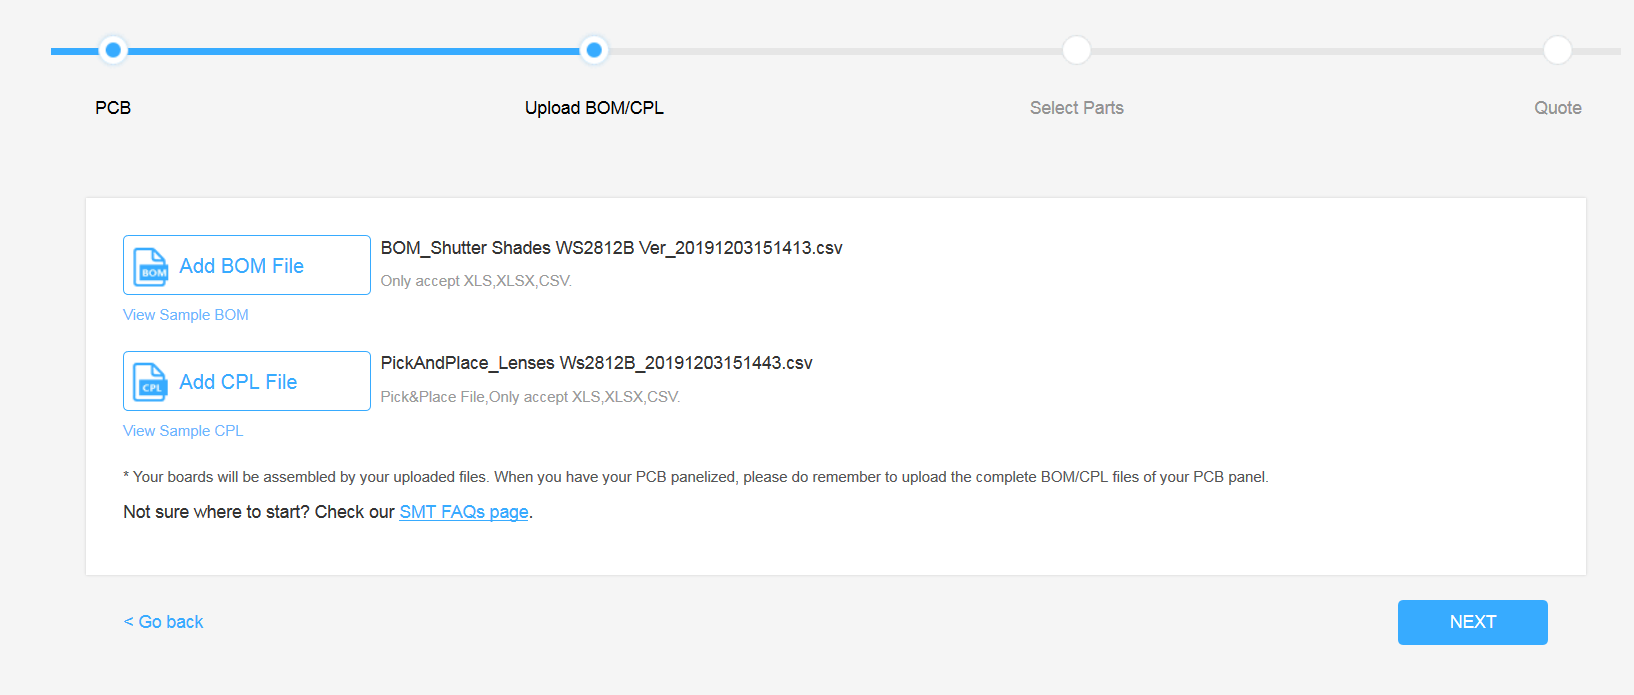 PCB
Upload BOM/CPL
Select Parts
Quote
BOM
Add BOM File
BOM_Shutter Shades WS2812B Ver_20191203151413.csv
Only accept XLS,XLSX,CSV.
View Sample BOM
CPL
Add CPL File
PickAndPlace_Lenses Ws2812B_20191203151443.csv
Pick&Place File,Only accept XLS,XLSX,CSV.
View Sample CPL
* Your boards will be assembled by your uploaded files. When you have your PCB panelized, please do remember to upload the complete BOM/CPL files of your PCB panel.
Not sure where to start? Check our SMT FAQs page.
< Go back
NEXT